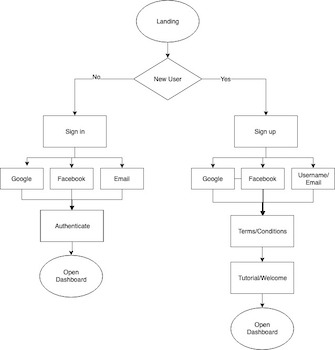 Landing
New User
No
Yes
Sign in
Sign up
Google
Facebook
Email
Google
Facebook
Username/
Email
Authenticate
Terms/Conditions
Open
Dashboard
Tutorial/Welcome
Open
Dashboard